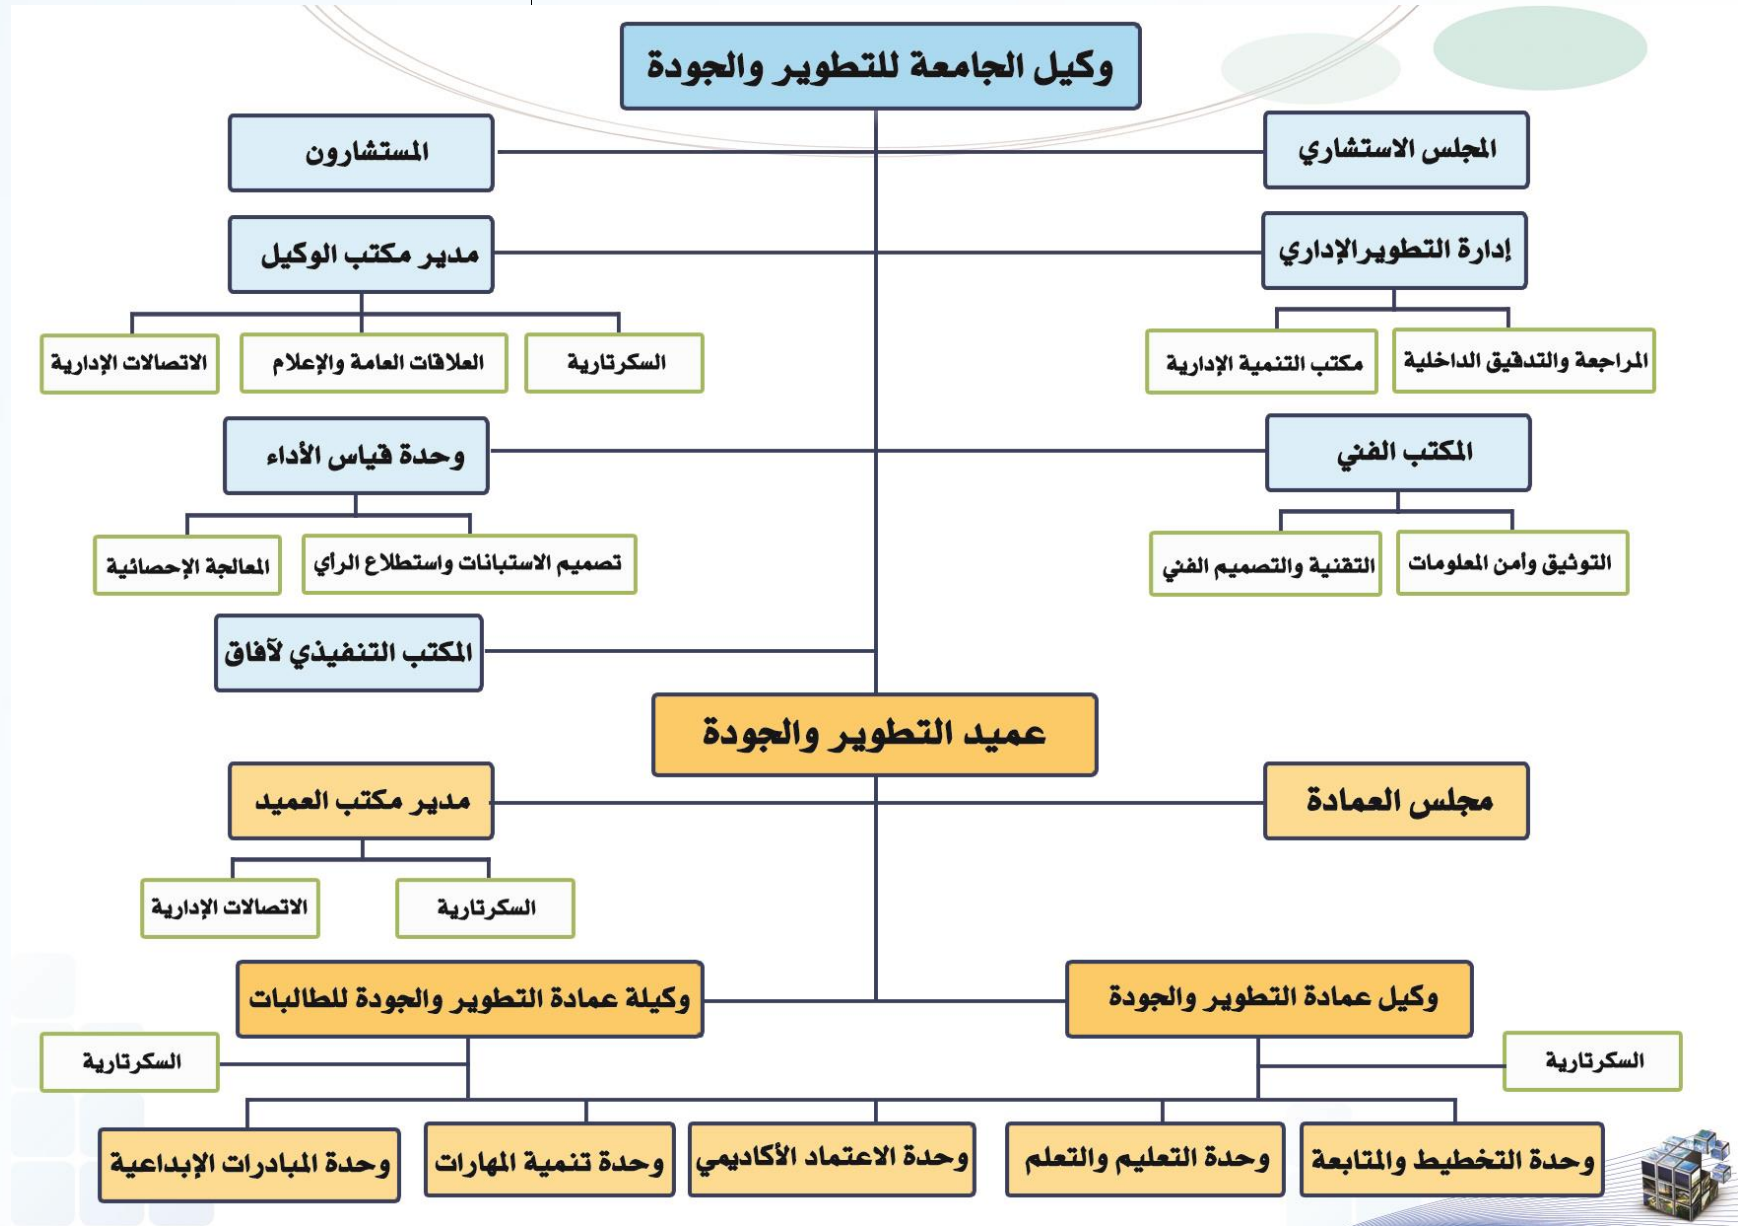 وكيل الجامعة للتطوير والجودة
المجلس الاستشاري
المستشارون
إدارة التطوير الإداري
مدير مكتب الوكيل
المراجعة والتدقيق الداخلية
مكتب التنمية الإدارية
السكرتارية
العلاقات العامة والإعلام
الاتصالات الإدارية
المكتب الفني
وحدة قياس الأداء
التوثيق وأمن المعلومات
التقنية والتصميم الفني
تصميم الاستبانات واستطلاع الرأي
المعالجة الإحصائية
المكتب التنفيذي لآفاق
عميد التطوير والجودة
مجلس العمادة
مدير مكتب العميد
السكرتارية
الاتصالات الإدارية
وكيل عمادة التطوير والجودة
وكيلة عمادة التطوير والجودة للطالبات
السكرتارية
السكرتارية
وحدة التخطيط والمتابعة
وحدة التعليم والتعلم
وحدة الاعتماد الأكاديمي
وحدة تنمية المهارات
وحدة المبادرات الإبداعية